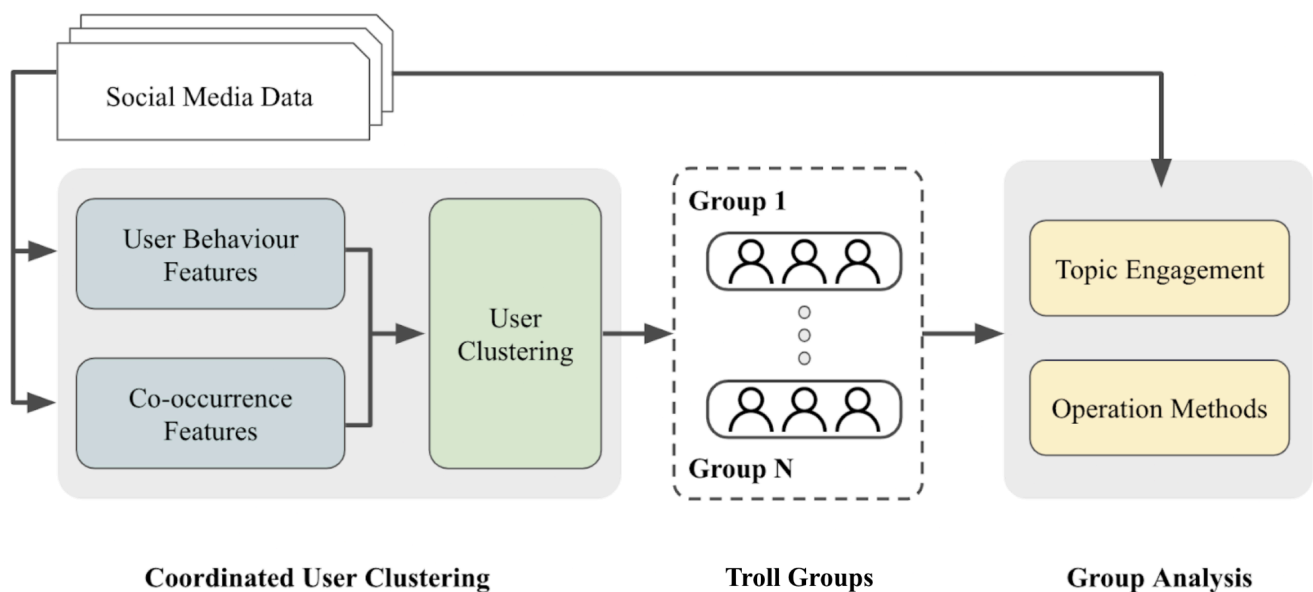 Social Media Data
User Behaviour
Features
Co-occurrence
Features
User
Clustering
Group 1
Group N
Topic Engagement
Operation Methods
Coordinated User Clustering
Troll Groups
Group Analysis